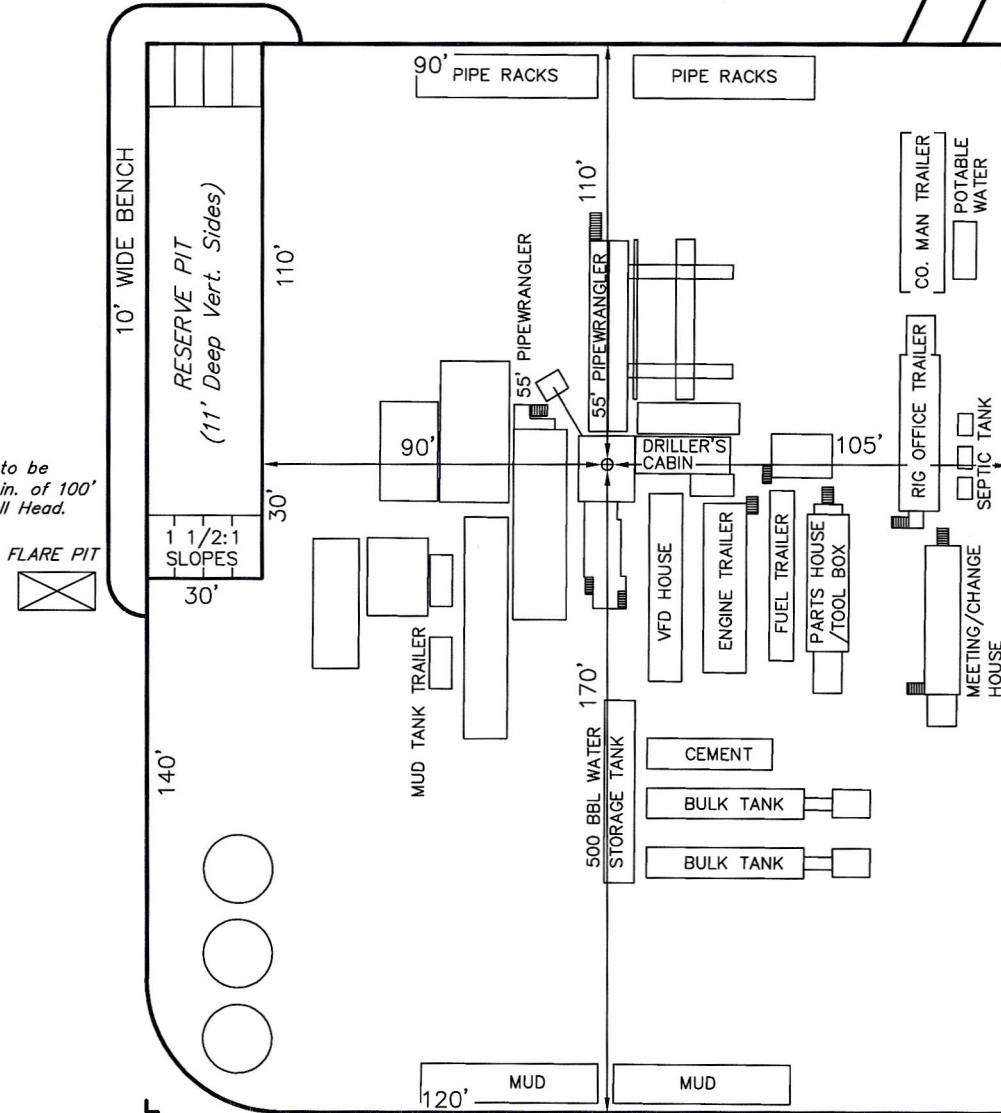 90'
PIPE RACKS
PIPE RACKS
10' WIDE BENCH
RESERVE PIT
(11' Deep Vert. Sides)
110'
110'
55' PIPEWRANGLER
55' PIPEWRANGLER
CO. MAN TRAILER
POTABLE
WATER
RIG OFFICE TRAILER
SEPTIC TANK
90'
DRILLER'S
CABIN
105'
to be
in. of 100'
ll Head.
30'
1 1/2:1
SLOPES
FLARE PIT
30'
VFD HOUSE
ENGINE TRAILER
FUEL TRAILER
PARTS HOUSE
/TOOL BOX
MEETING/CHANGE
HOUSE
MUD TANK TRAILER
170'
140'
500 BBL WATER
STORAGE TANK
CEMENT
BULK TANK
BULK TANK
MUD
MUD
120'